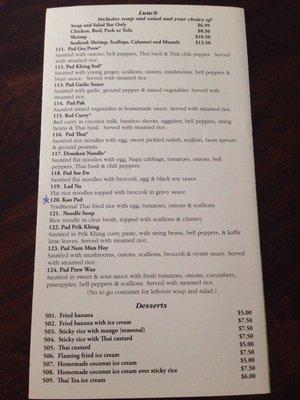 Lunch
Includes soup and salad and your choice of:
Soup and Salad Bar Only $6.99
Chicken, Beef, Pork or Tofu $8.50
Shrimp $10.50
Seafood: Shrimp, Scallops, Calamari and Mussels $13.50
111. Pad Gra Prow*
Sautéed with onions, bell peppers, Thai basil & Thai chili pepper. Served
with steamed rice.
112. Pad Khing Sod*
Sautéed with young ginger, scallions, onions, mushrooms, bell peppers &
bean sauce. Served with steamed rice.
113. Pad Garlic Sauce
Sautéed with garlic, ground pepper & mixed vegetables. Served with
steamed rice.
114. Pad Pak
Sautéed mixed vegetables in homemade sauce. Served with steamed rice.
115. Red Curry*
Red curry in coconut milk, bamboo shoots, eggplant, bell peppers, string
beans & Thai basil. Served with steamed rice.
116. Pad Thai*
Sautéed rice noodles with egg, sweet pickled radish, scallion, bean sprouts
& ground peanuts.
117. Drunken Noodle*
Sautéed flat noodles with egg, Napa cabbage, tomatoes, onions, bell
peppers, Thai basil & chili peppers.
118. Pad See Ew
Sautéed flat noodles with broccoli, egg & black soy sauce.
119. Lad Na
Flat rice noodles topped with broccoli in gravy sauce.
120. Kao Pad
Traditional Thai fried rice with egg, tomatoes, onions & scallions.
121. Noodle Soup
Rice noodle in clear broth, topped with scallions & cilantro.
122. Pad Prik Khing
Sautéed in Prik Khing curry paste, with string beans, bell peppers, & kaffir
lime leaves. Served with steamed rice.
123. Pad Nam Mun Hoy
Sautéed with mushrooms, onions, scallions, broccoli & oyster sauce. Served
with steamed rice.
124. Pad Prew Wan
Sautéed in sweet & sour sauce with fresh tomatoes, onions, cucumbers,
pineapples, bell peppers & scallions. Served with steamed rice.
(No to go container for leftover soup and salad.)
Desserts
501. Fried banana $5.00
502. Fried banana with ice cream $7.50
503. Sticky rice with mango (seasonal) $7.50
504. Sticky rice with Thai custard $7.50
505. Thai custard $5.00
506. Flaming fried ice cream $7.50
507. Homemade coconut ice cream $5.00
508. Homemade coconut ice cream over sticky rice $7.50
509. Thai Tea ice cream $6.00